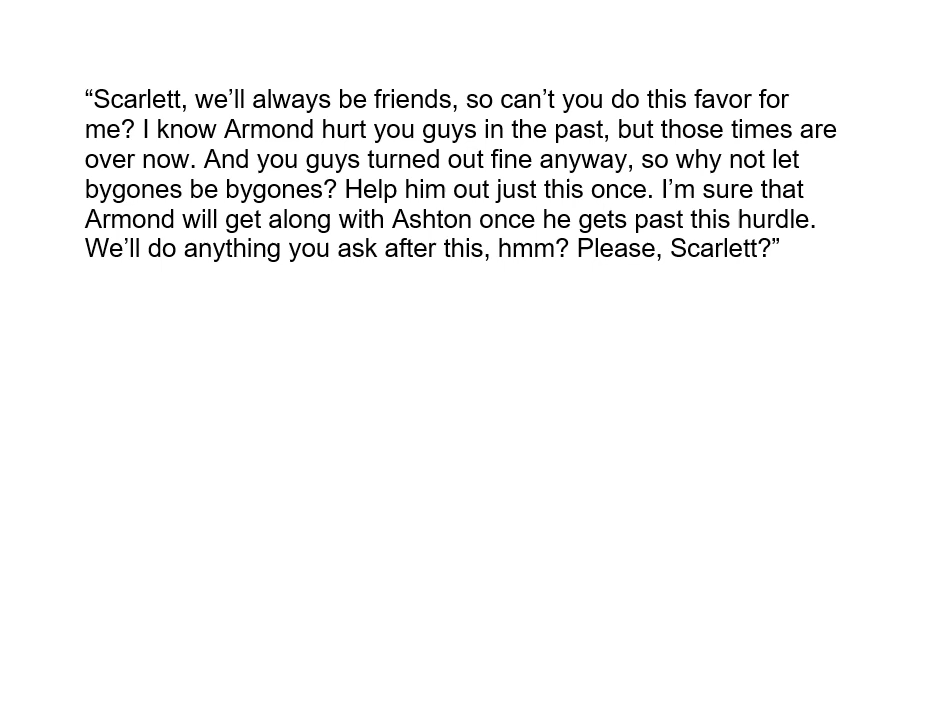 “Scarlett, we’ll always be friends, so can’t you do this favor for
me? I know Armond hurt you guys in the past, but those times are
over now. And you guys turned out fine anyway, so why not let
bygones be bygones? Help him out just this once. I’m sure that
Armond will get along with Ashton once he gets past this hurdle.
We’ll do anything you ask after this, hmm? Please, Scarlett?”